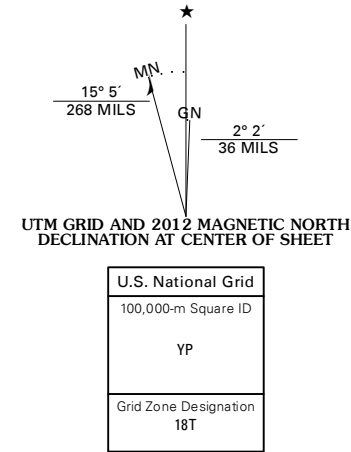 ★
MN
GN
15° 5´
268 MILS
2° 2´
36 MILS
UTM GRID AND 2012 MAGNETIC NORTH
DECLINATION AT CENTER OF SHEET
U.S. National Grid
100,000-m Square ID
YP
Grid Zone Designation
18T